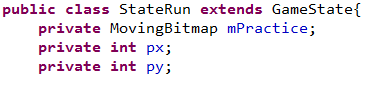 public class StateRun extends GameState{
    private MovingBitmap mPractice;
    private int px;
    private int py;